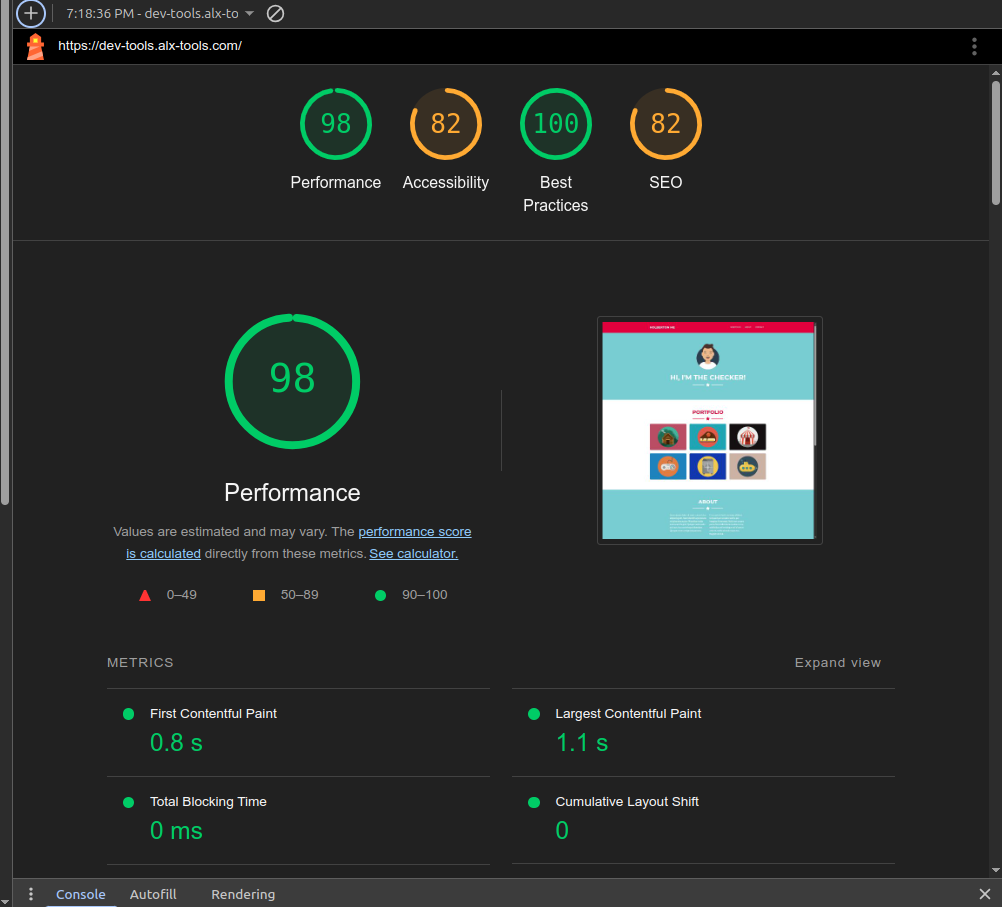 7:18:36 PM - dev-tools.alx-to
https://dev-tools.alx-tools.com/
98 82 100 82
Performance Accessibility Best Practices SEO
98
Performance
HI, I'M THE CHECKER!
PORTFOLIO
ABOUT
Values are estimated and may vary. The performance score
is calculated directly from these metrics. See calculator.
0–49 50–89 90–100
METRICS Expand view
First Contentful Paint Largest Contentful Paint
0.8 s 1.1 s
Total Blocking Time Cumulative Layout Shift
0 ms 0
Console Autofill Rendering